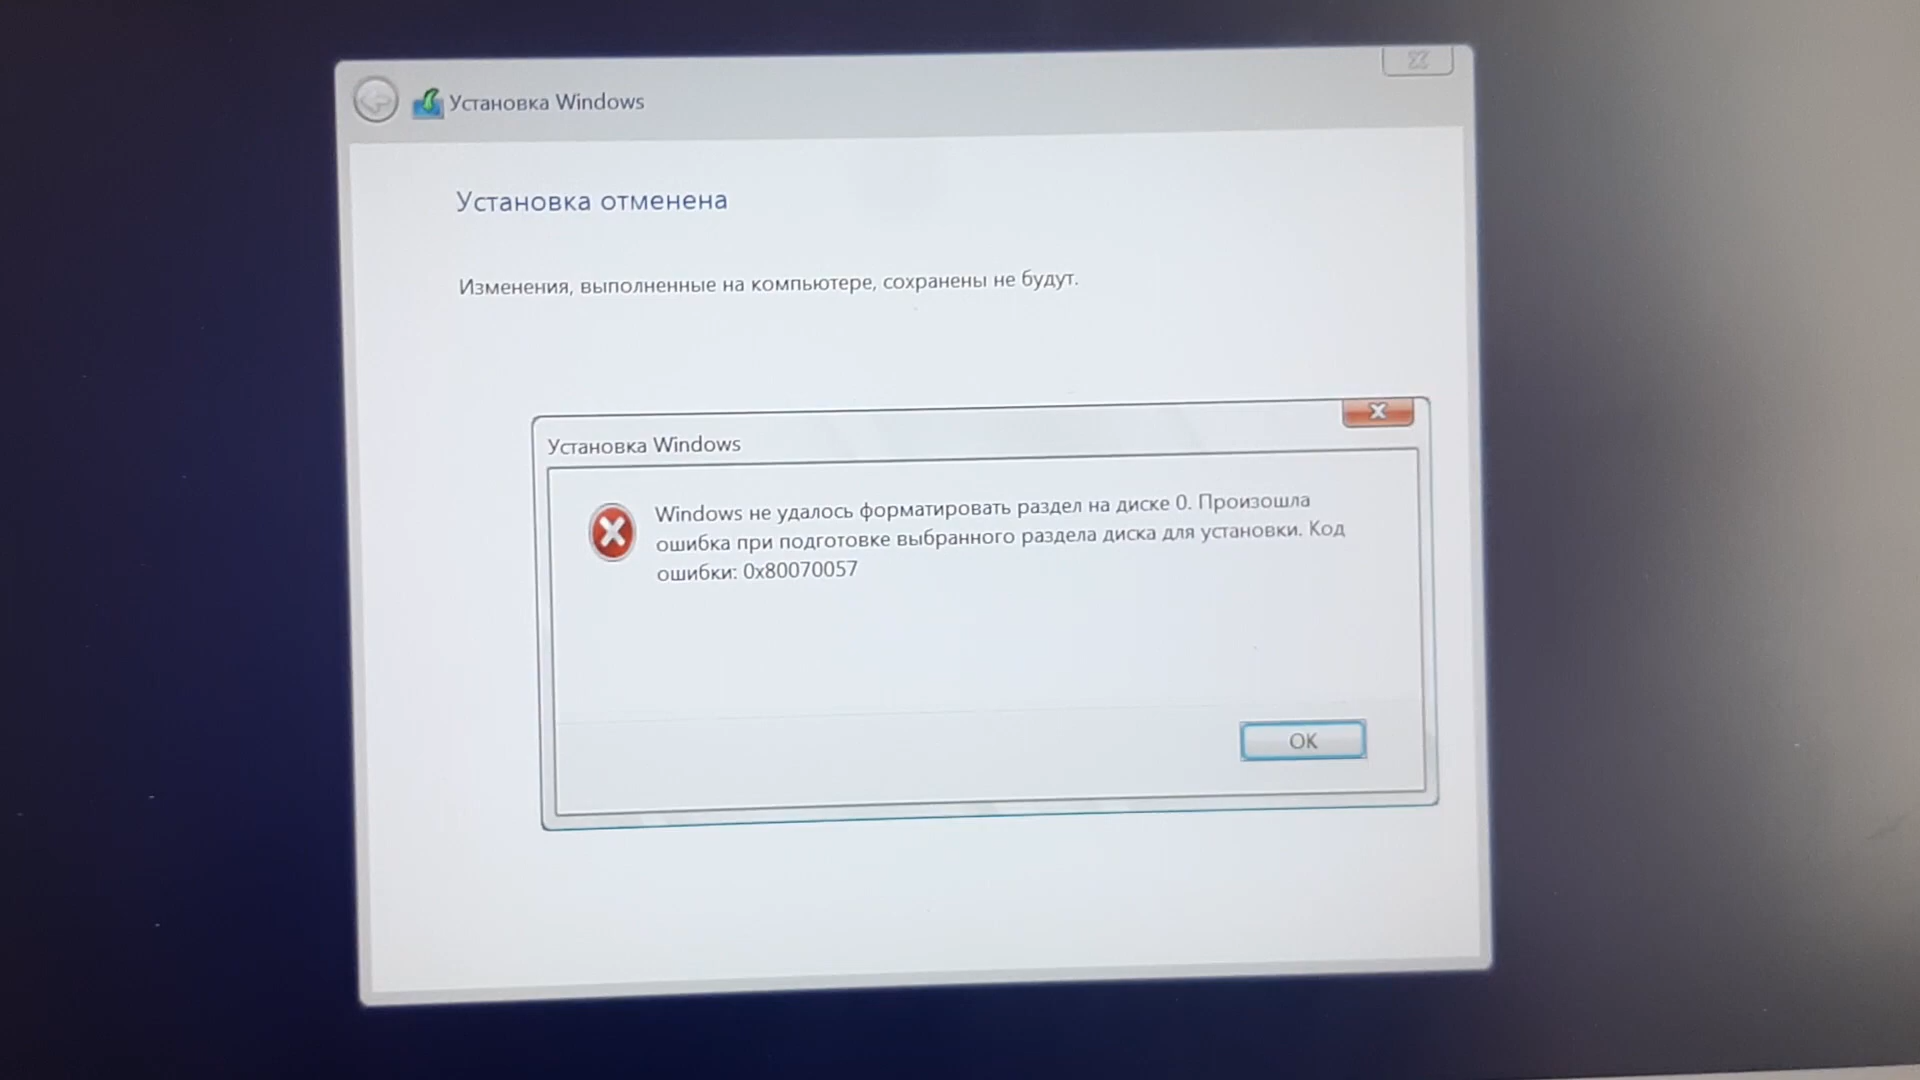 Установка Windows
Установка отменена
Изменения, выполненные на компьютере, сохранены не будут.
Установка Windows
Windows не удалось форматировать раздел на диске 0. Произошла
ошибка при подготовке выбранного раздела диска для установки. Код
ошибки: 0x80070057
OK